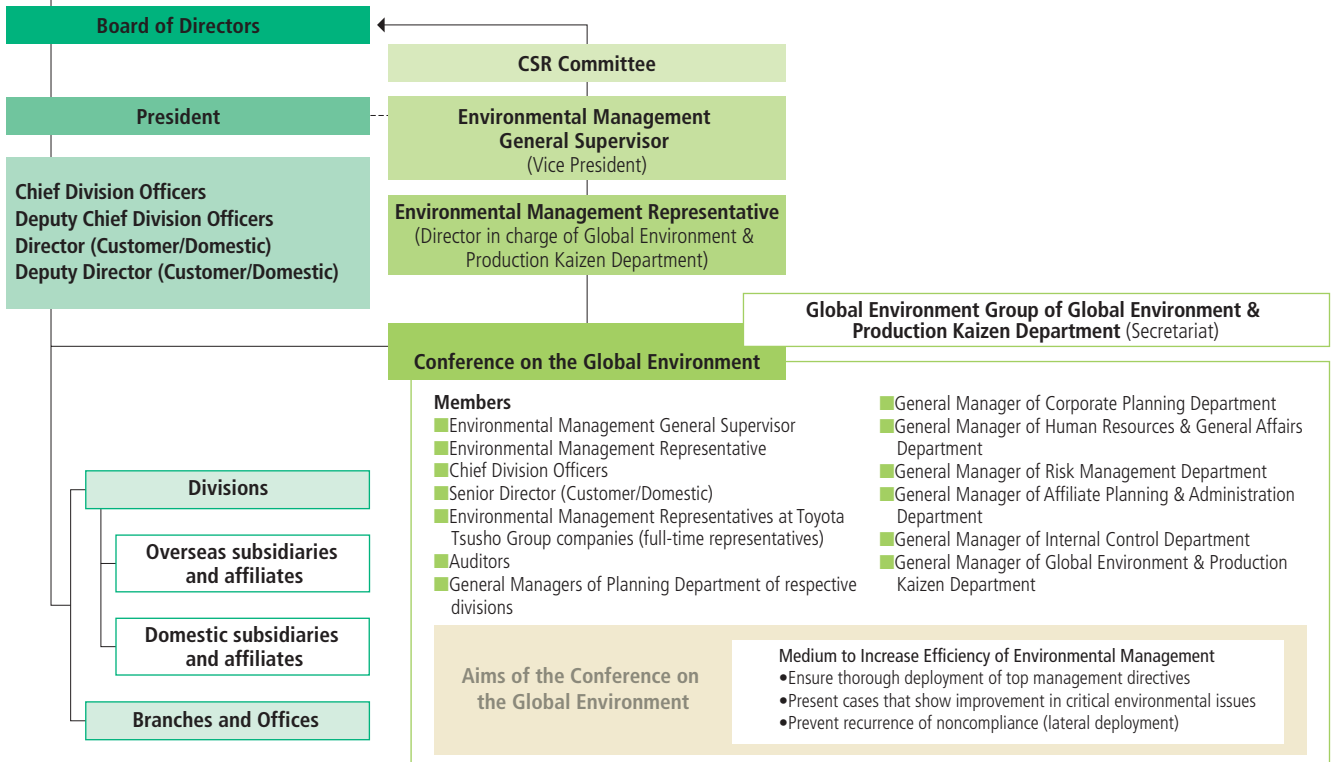 Board of Directors
CSR Committee
President
Environmental Management
General Supervisor
(Vice President)
Chief Division Officers
Deputy Chief Division Officers
Director (Customer/Domestic)
Deputy Director (Customer/Domestic)
Environmental Management Representative
(Director in charge of Global Environment &
Production Kaizen Department)
Global Environment Group of Global Environment &
Production Kaizen Department (Secretariat)
Conference on the Global Environment
Members
■Environmental Management General Supervisor
■Environmental Management Representative
■Chief Division Officers
■Senior Director (Customer/Domestic)
■Environmental Management Representatives at Toyota
Tsusho Group companies (full-time representatives)
■Auditors
■General Managers of Planning Department of respective
divisions
■General Manager of Corporate Planning Department
■General Manager of Human Resources & General Affairs
Department
■General Manager of Risk Management Department
■General Manager of Affiliate Planning & Administration
Department
■General Manager of Internal Control Department
■General Manager of Global Environment & Production
Kaizen Department
Divisions
Overseas subsidiaries
and affiliates
Domestic subsidiaries
and affiliates
Branches and Offices
Aims of the Conference on
the Global Environment
Medium to Increase Efficiency of Environmental Management
•Ensure thorough deployment of top management directives
•Present cases that show improvement in critical environmental issues
•Prevent recurrence of noncompliance (lateral deployment)